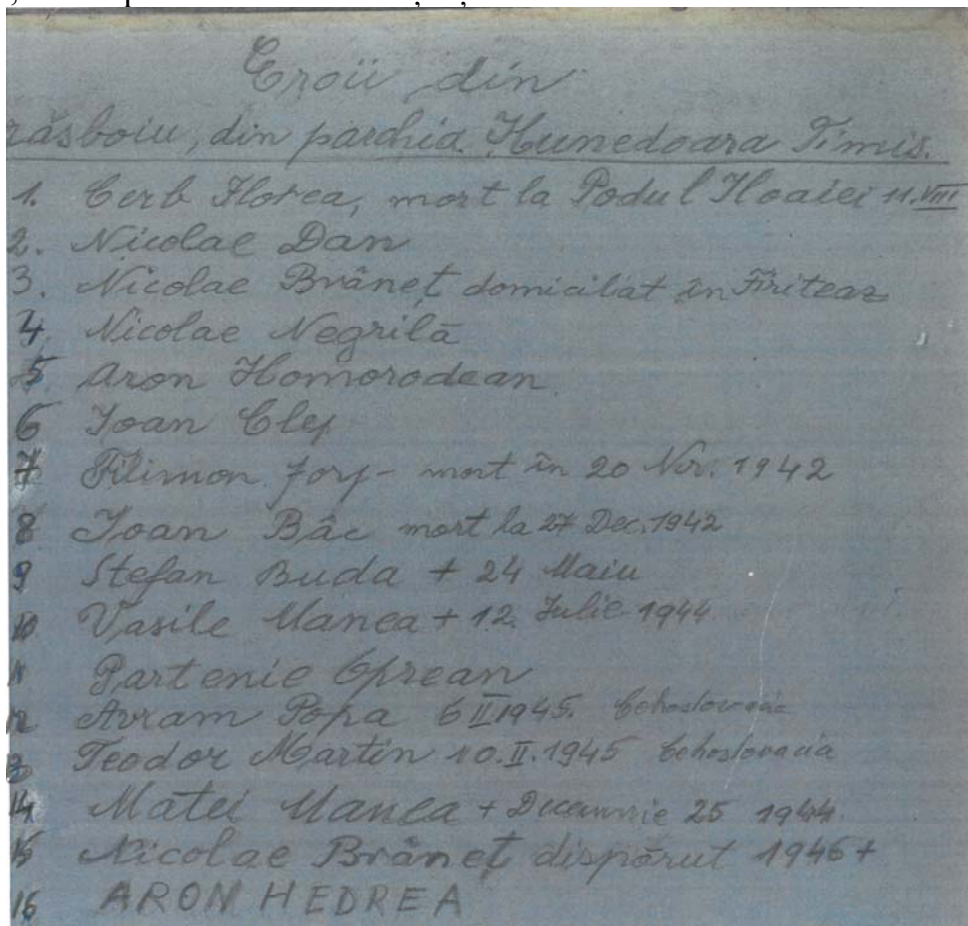 Eroii din
răsboiu, din parohia Hunedoara Timis.
1. Cerb Florea, mort la Podul Iloaiei 11.VIII
2. Nicolae Dan
3. Nicolae Brâneț domiciliat în Firiteaz
4. Nicolae Negrilă
5 Aron Homorodean
6 Ioan Clep
7 Filimon - mort în 20 Nov. 1942
8 Ioan Bâc mort la 27 Dec. 1942
9 Stefan Buda + 24 Maiu
10 Vasile Manea + 12. Iulie 1944
11 Partenie Oprean
12 Avram Popa 6 II 1945. Cehoslovacia
13 Teodor Martin 10.II.1945 Cehoslovacia
14 Matei Manea + Decemvrie 25 1944.
15 Nicolae Brâneț dispărut 1946 +
16 ARON HEDREA